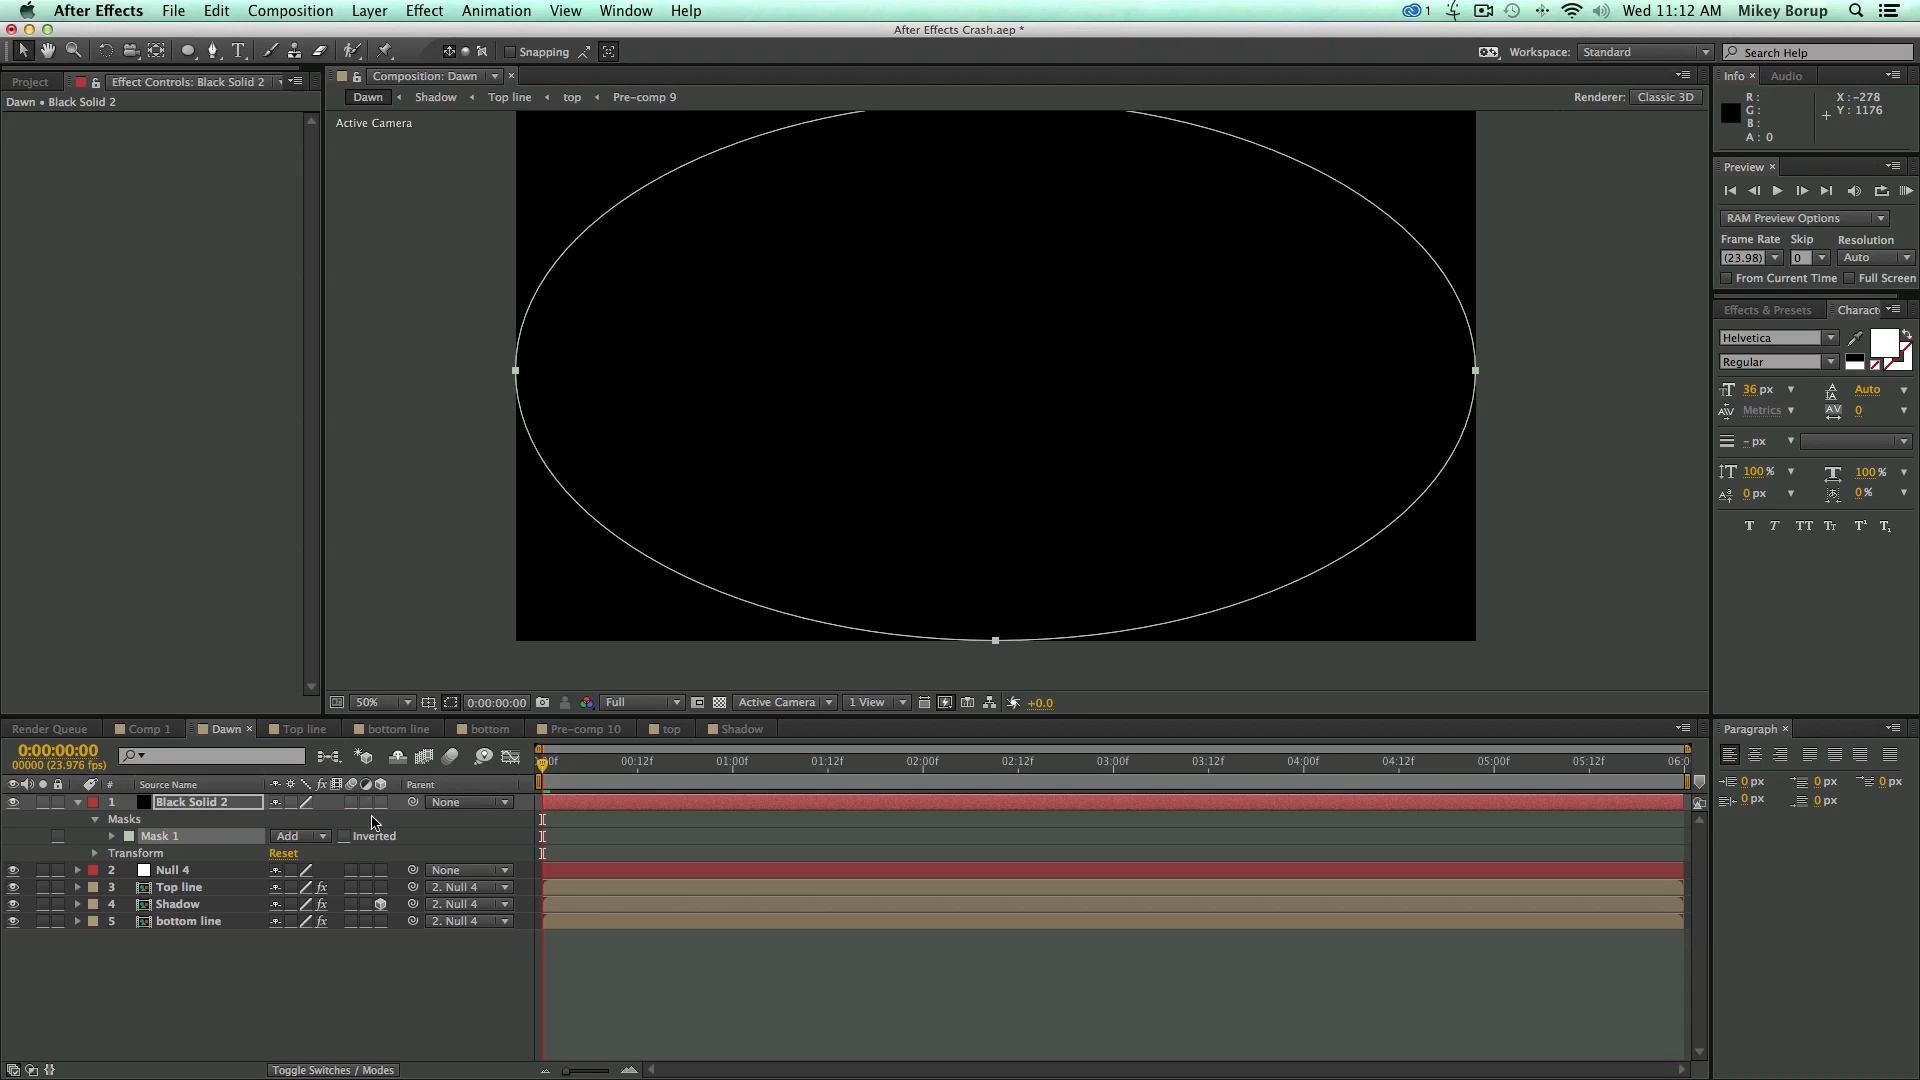 After Effects File Edit Composition Layer Effect Animation View Window Help 1 Wed 11:12 AM Mikey Borup
After Effects Crash.aep *
T Snapping Workspace: Standard Search Help
Project Effect Controls: Black Solid 2 Composition: Dawn Info Audio
Dawn • Black Solid 2
Dawn Shadow Top line top Pre-comp 9 Renderer: Classic 3D
Active Camera
R : X : -278
G : Y : 1176
B :
A : 0
Preview
RAM Preview Options
Frame Rate Skip Resolution
(23.98) 0 Auto
From Current Time Full Screen
Effects & Presets Charact
Helvetica
Regular
36 px Auto
Metrics 0
- px
100 % 100 %
0 px 0 %
T T TT Tt T¹ T₁
50% 0:00:00:00 Full Active Camera 1 View +0.0
Render Queue Comp 1 Dawn Top line bottom line bottom Pre-comp 10 top Shadow
0:00:00:00
00000 (23.976 fps)
00f 00:12f 01:00f 01:12f 02:00f 02:12f 03:00f 03:12f 04:00f 04:12f 05:00f 05:12f 06:0
# Source Name fx Parent
1 Black Solid 2 None
Masks
Mask 1 Add Inverted
Transform Reset
2 Null 4 None
3 Top line fx 2. Null 4
4 Shadow 2. Null 4
5 bottom line fx 2. Null 4
Toggle Switches / Modes
Paragraph
0 px 0 px 0 px
0 px 0 px